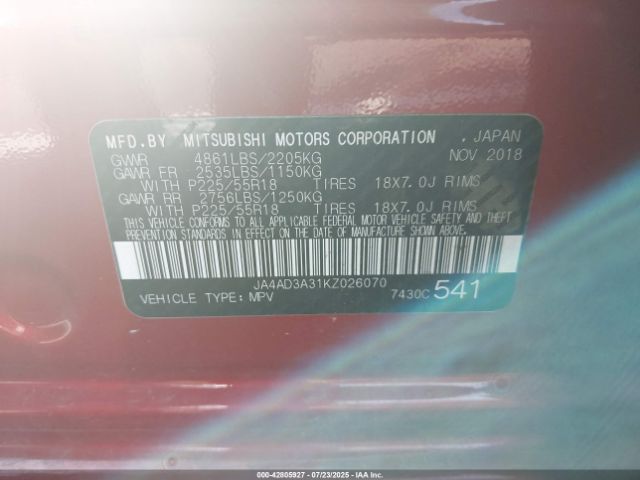 MFD.BY MITSUBISHI MOTORS CORPORATION . JAPAN
GVWR 4861LBS/2205KG NOV 2018
GAWR FR 2535LBS/1150KG
WITH P225/55R18 TIRES 18X7.0J RIMS
GAWR RR 2756LBS/1250KG
WITH P225/55R18 TIRES 18X7.0J RIMS
THIS VEHICLE CONFORMS TO ALL APPLICABLE FEDERAL MOTOR VEHICLE SAFETY AND THEFT
PREVENTION STANDARDS IN EFFECT ON THE DATE OF MANUFACTURE SHOWN ABOVE.
JA4AD3A31KZ026070
VEHICLE TYPE:MPV 7430C 541
000-42805927 - 07/23/2025 - IAAI.COM